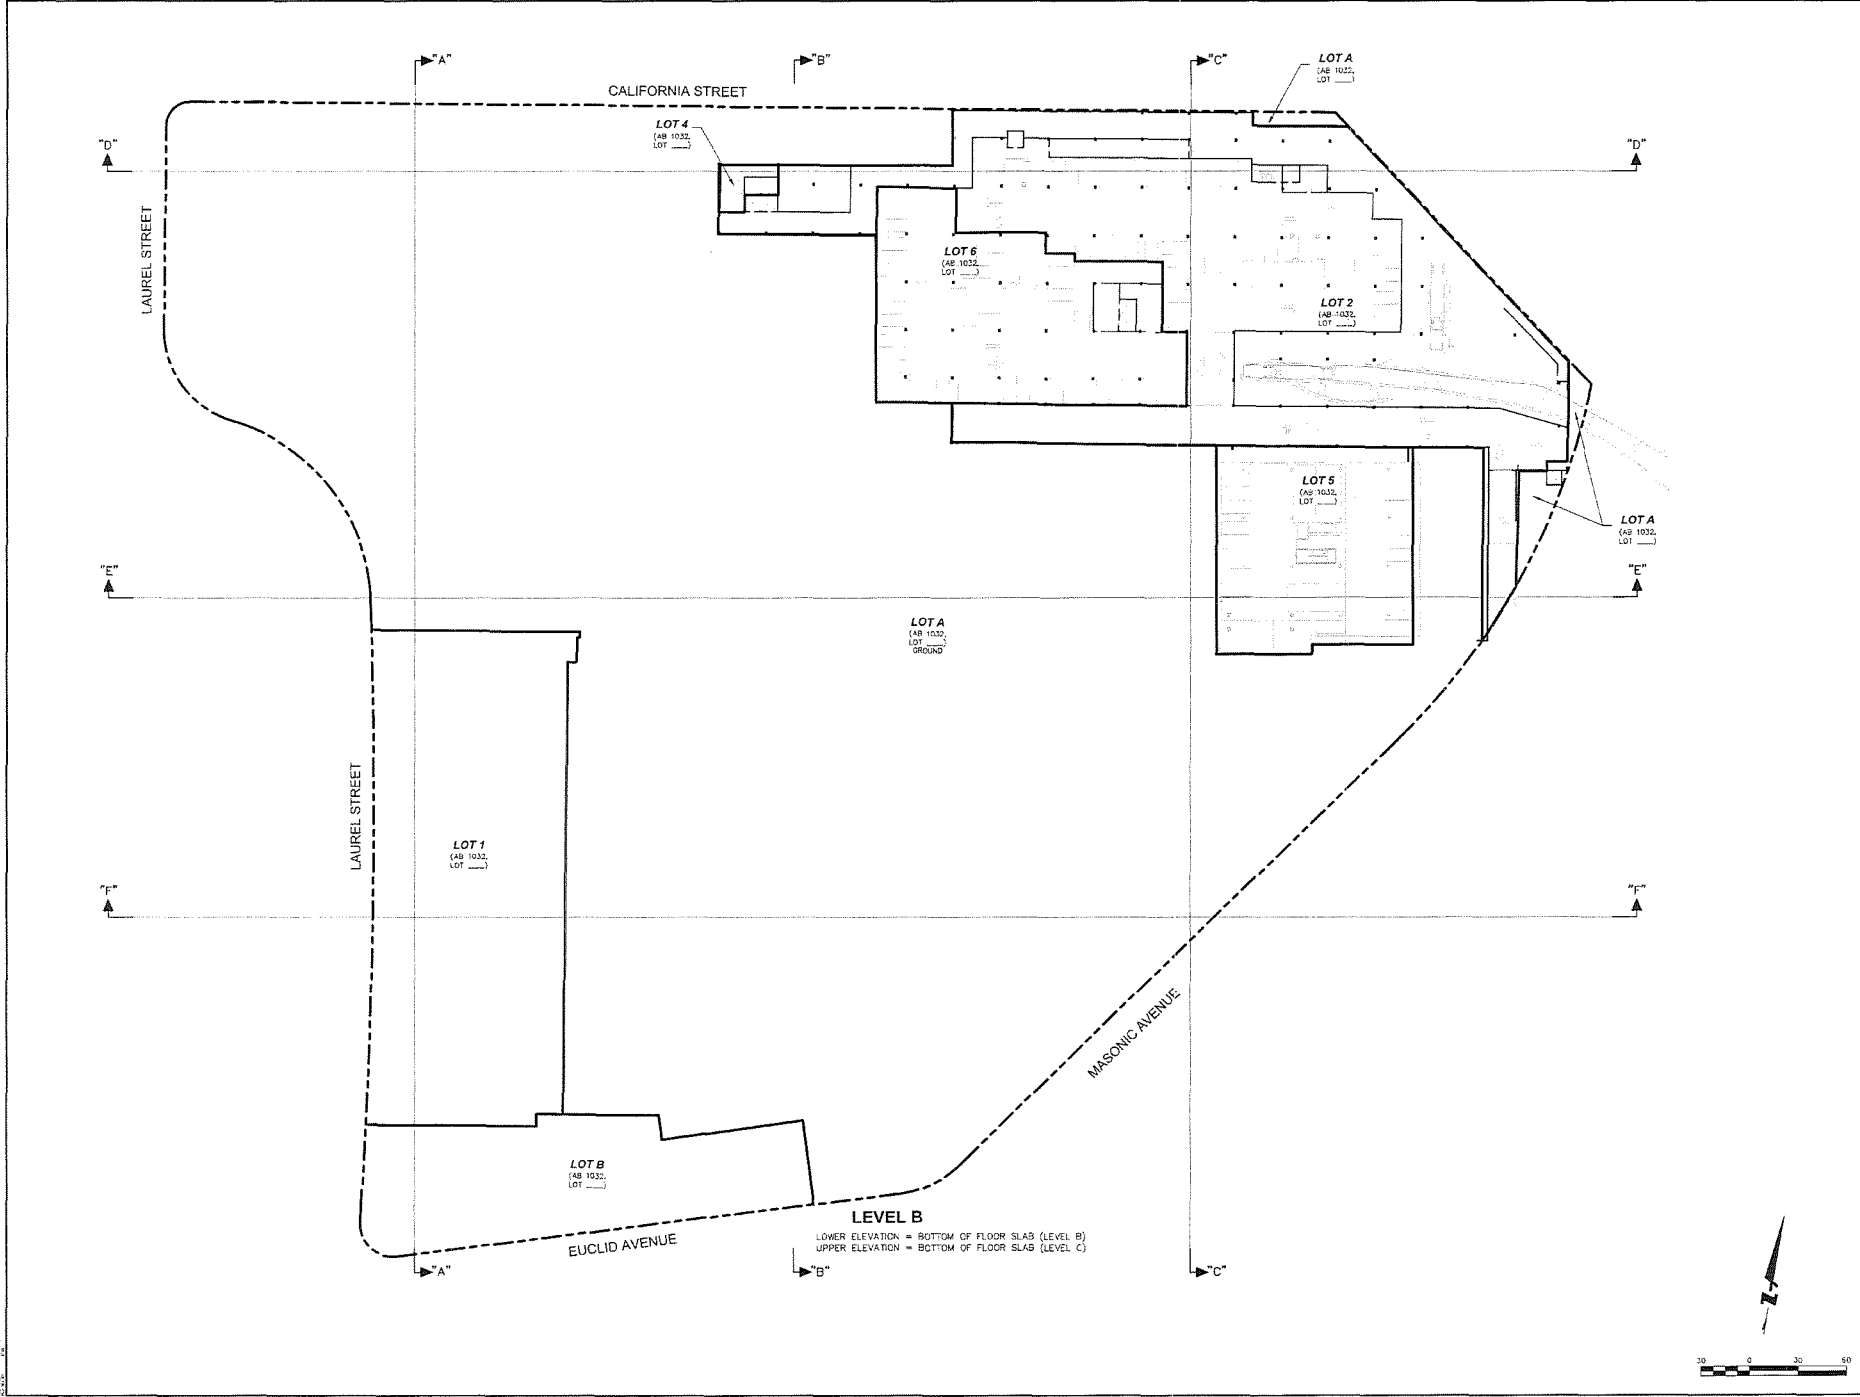 "A"
"B"
"C"
LOT A
(AB 1032,
LOT ___)
CALIFORNIA STREET
LOT 4
(AB 1032,
LOT ___)
"D"
"D"
LAUREL STREET
LOT 6
(AB 1032,
LOT ___)
LOT 2
(AB 1032,
LOT ___)
LOT 5
(AB 1032,
LOT ___)
LOT A
(AB 1032,
LOT ___)
"E"
"E"
LOT A
(AB 1032,
LOT ___)
GROUND
LAUREL STREET
LOT 1
(AB 1032,
LOT ___)
"F"
"F"
MASONIC AVENUE
LOT B
(AB 1032,
LOT ___)
LEVEL B
LOWER ELEVATION = BOTTOM OF FLOOR SLAB (LEVEL B)
UPPER ELEVATION = BOTTOM OF FLOOR SLAB (LEVEL C)
EUCLID AVENUE
"A"
"B"
"C"
30 0 30 60